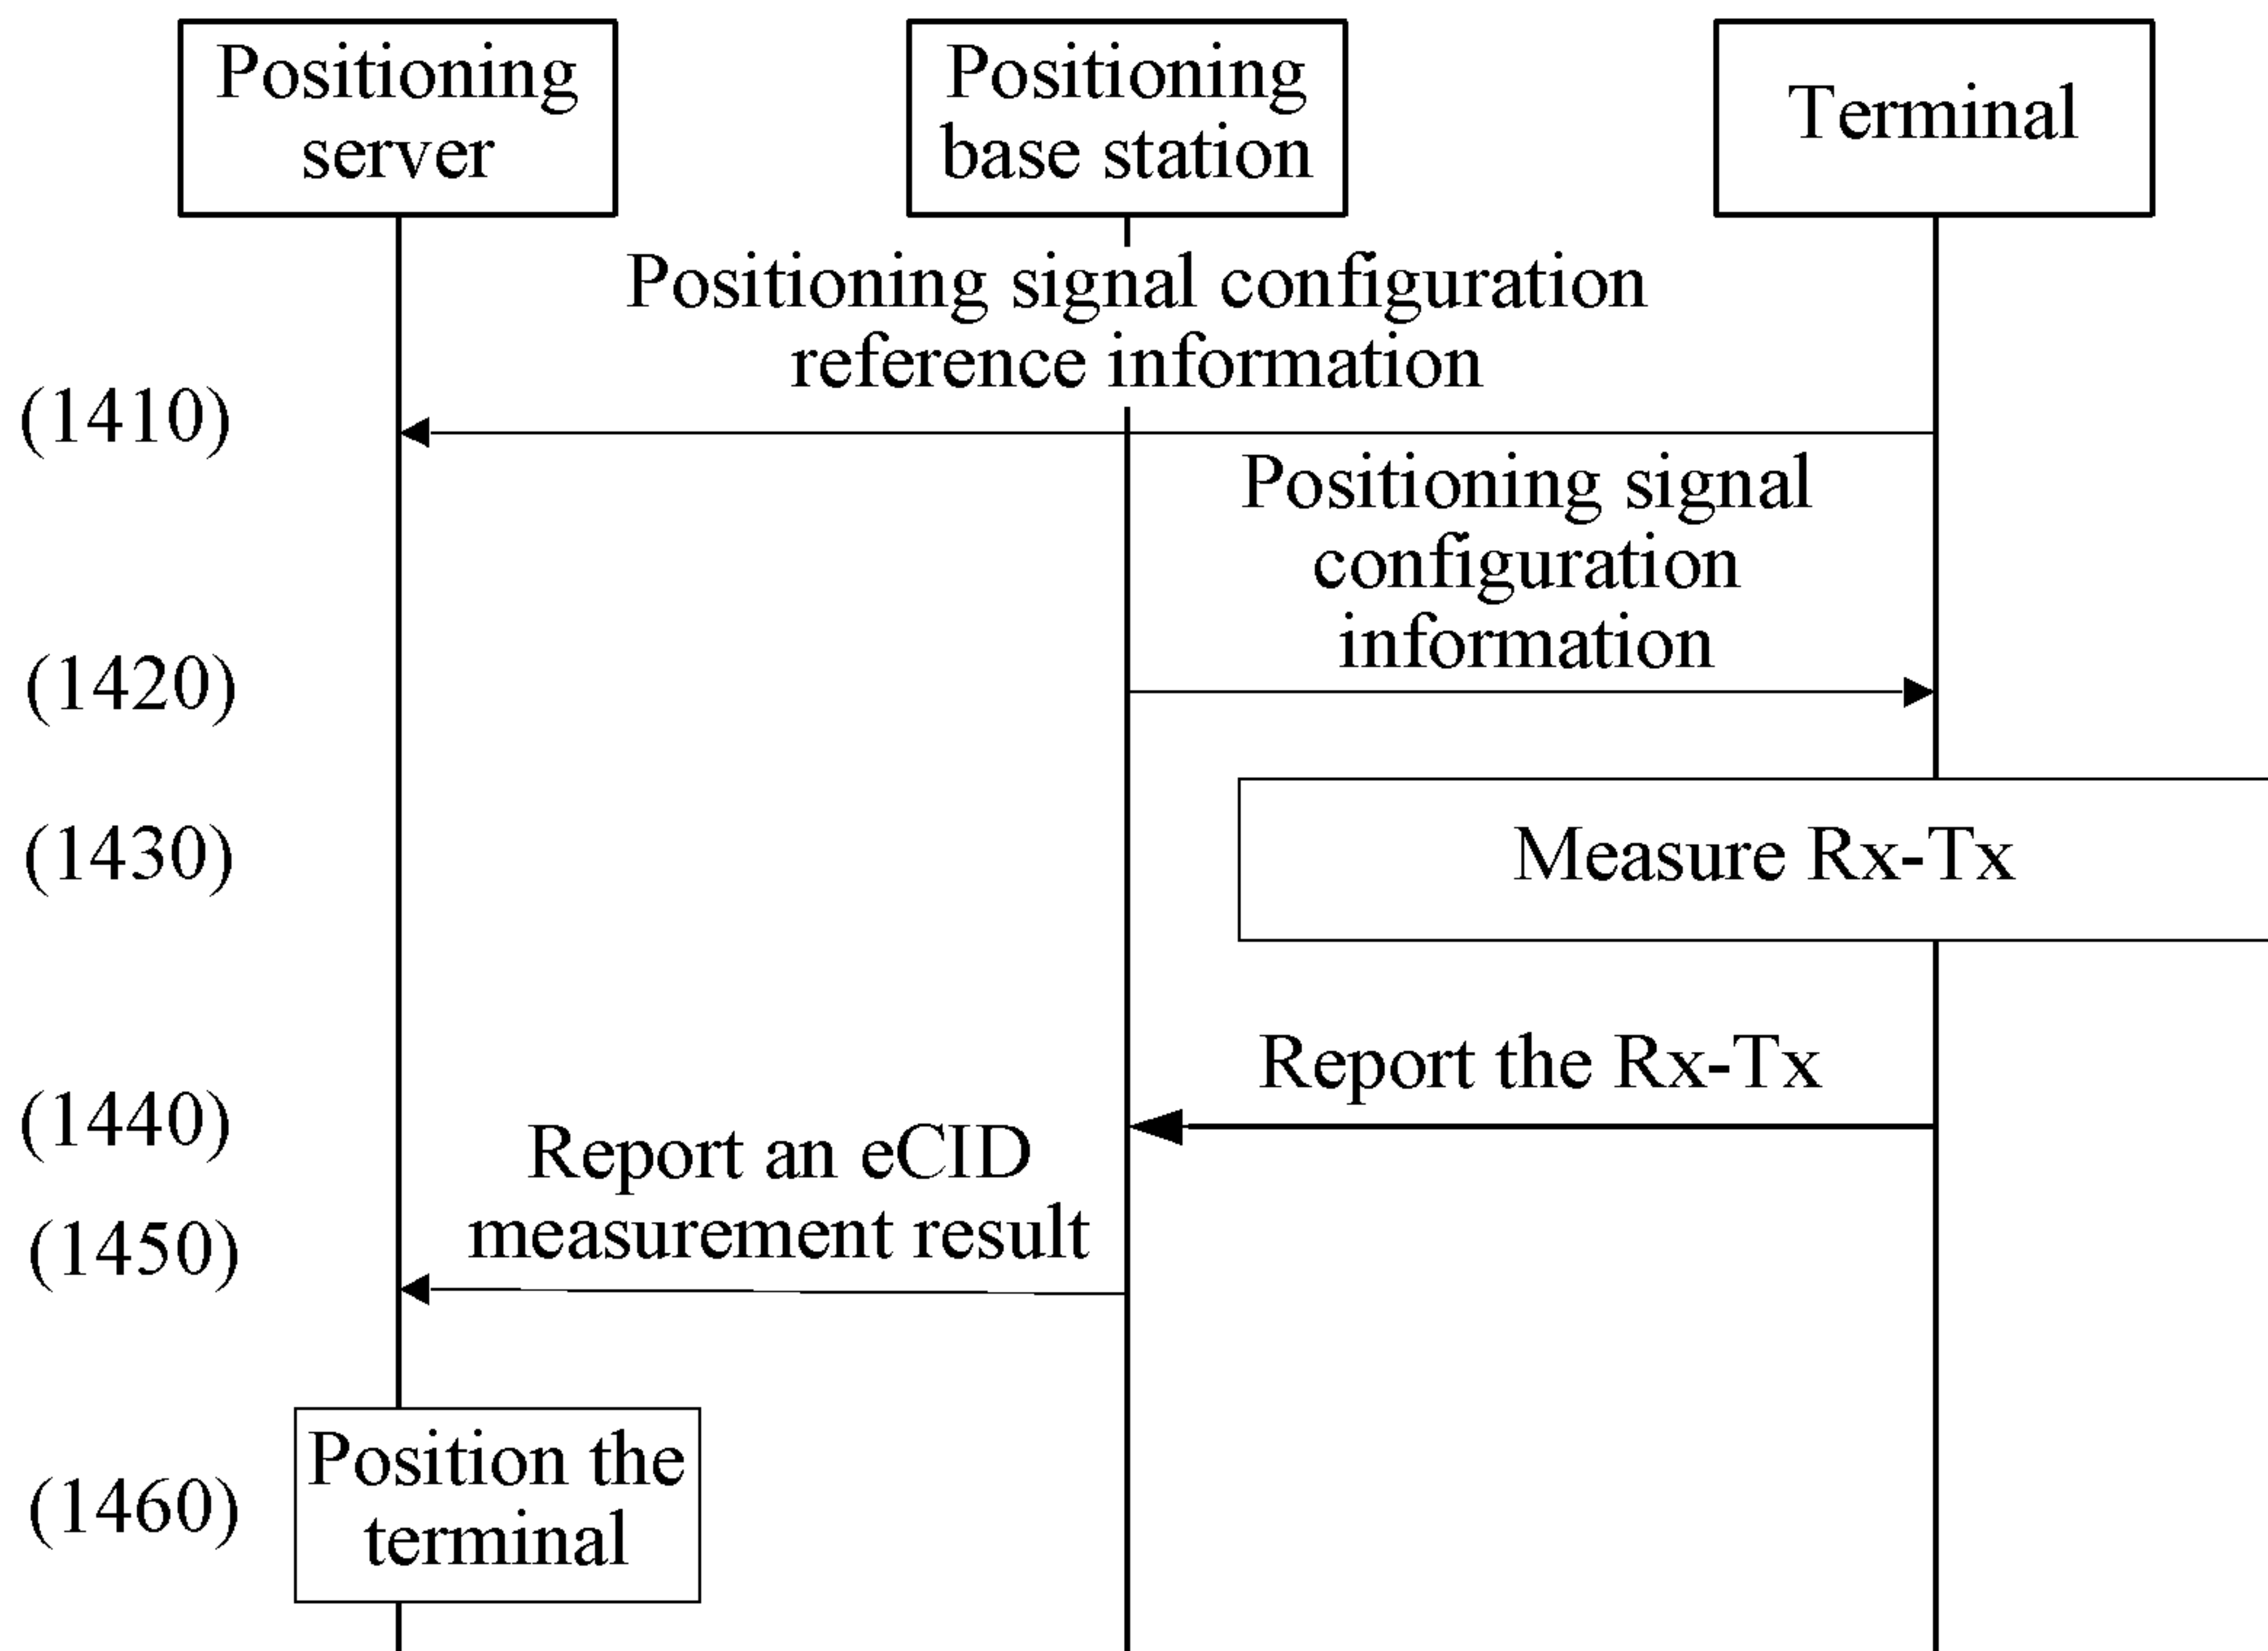 Positioning
server
Positioning
base station
Terminal
Positioning signal configuration
reference information
(1410)
Positioning signal
configuration
information
(1420)
(1430)
Measure Rx-Tx
Report the Rx-Tx
(1440)
Report an eCID
measurement result
(1450)
Position the
terminal
(1460)